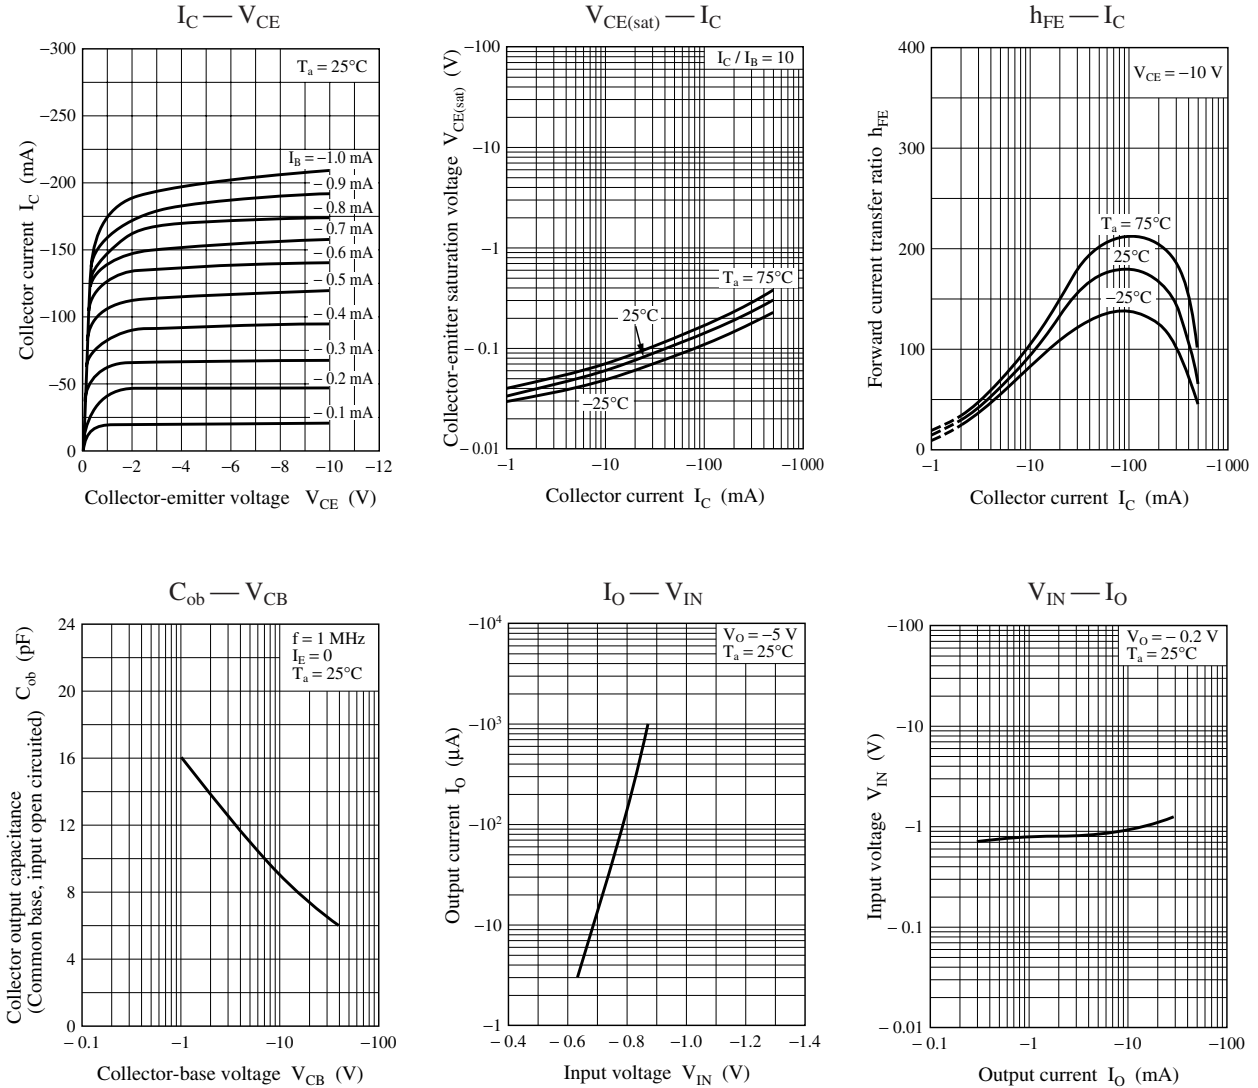 I_C — V_CE
−300
−250
−200
−150
−100
−50
0
Collector current I_C (mA)
T_a = 25°C
I_B = −1.0 mA
− 0.9 mA
− 0.8 mA
− 0.7 mA
− 0.6 mA
− 0.5 mA
− 0.4 mA
− 0.3 mA
− 0.2 mA
− 0.1 mA
0 −2 −4 −6 −8 −10 −12
Collector-emitter voltage V_CE (V)
V_CE(sat) — I_C
−100
−10
−1
− 0.1
− 0.01
Collector-emitter saturation voltage V_CE(sat) (V)
I_C / I_B = 10
T_a = 75°C
25°C
−25°C
−1 −10 −100 −1 000
Collector current I_C (mA)
h_FE — I_C
400
300
200
100
0
Forward current transfer ratio h_FE
V_CE = −10 V
T_a = 75°C
25°C
−25°C
−1 −10 −100 −1 000
Collector current I_C (mA)
C_ob — V_CB
24
20
16
12
8
4
0
Collector output capacitance
(Common base, input open circuited) C_ob (pF)
f = 1 MHz
I_E = 0
T_a = 25°C
− 0.1 −1 −10 −100
Collector-base voltage V_CB (V)
I_O — V_IN
−10⁴
−10³
−10²
−10
−1
Output current I_O (µA)
V_O = −5 V
T_a = 25°C
− 0.4 − 0.6 − 0.8 −1.0 −1.2 −1.4
Input voltage V_IN (V)
V_IN — I_O
−100
−10
−1
− 0.1
− 0.01
Input voltage V_IN (V)
V_O = − 0.2 V
T_a = 25°C
− 0.1 −1 −10 −100
Output current I_O (mA)